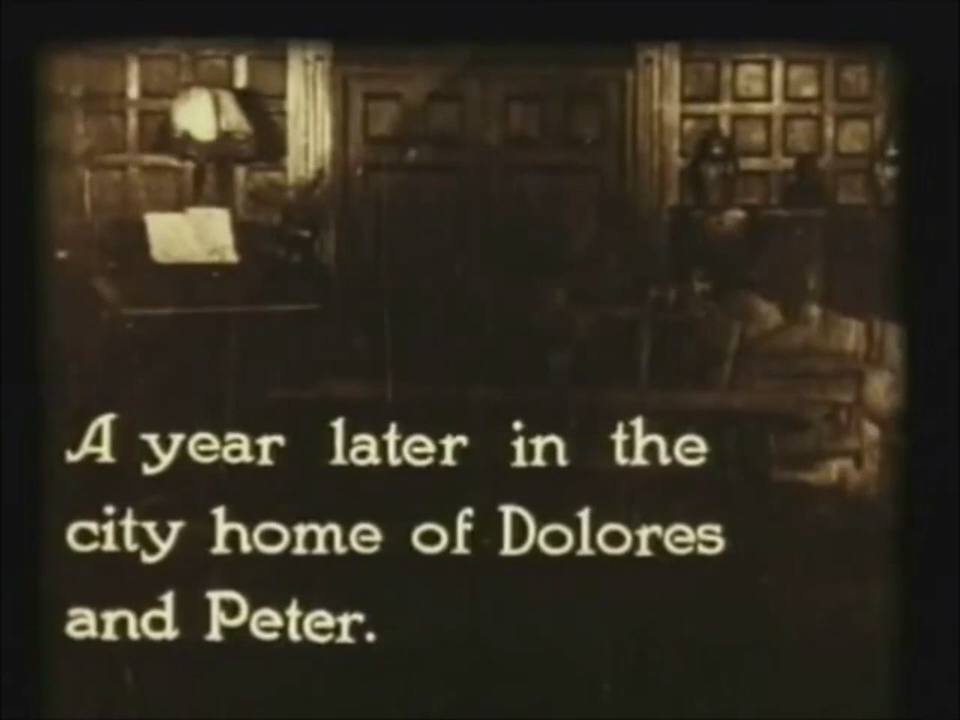 A year later in the
city home of Dolores
and Peter.